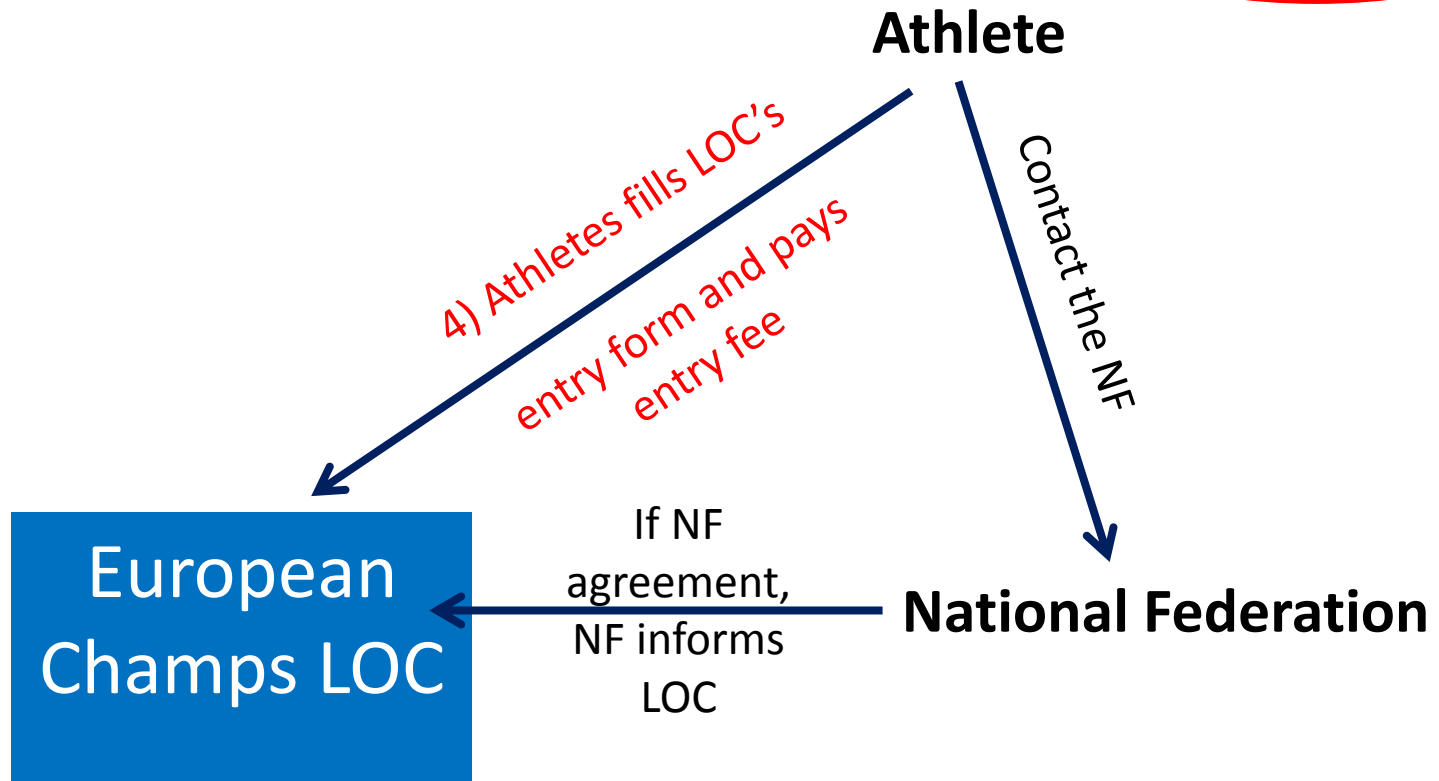 Athlete
4) Athletes fills LOC’s
entry form and pays
entry fee
Contact the NF
If NF
agreement,
NF informs
LOC
European
Champs LOC
National Federation